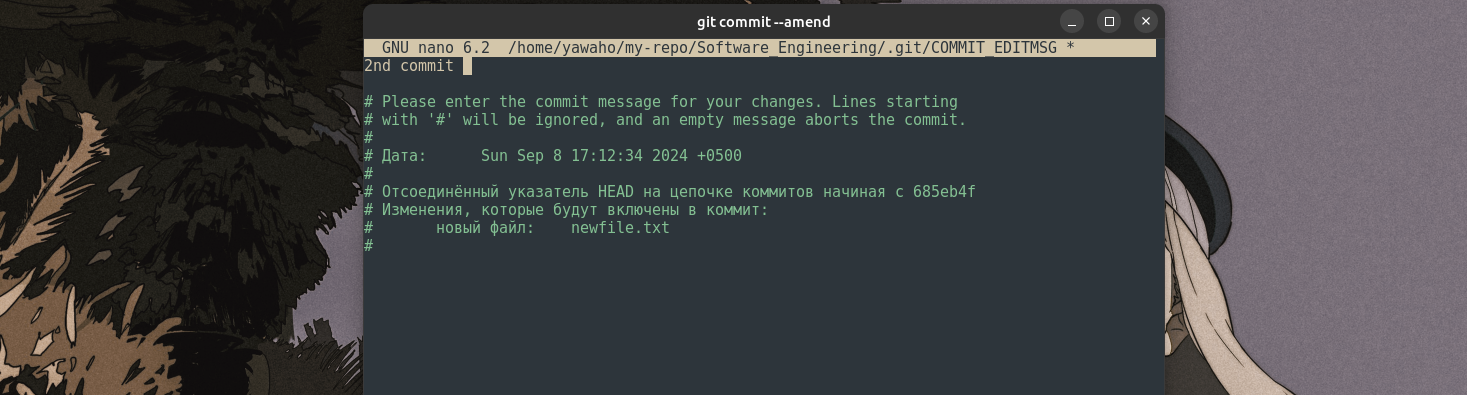 git commit --amend
GNU nano 6.2  /home/yawaho/my-repo/Software_Engineering/.git/COMMIT_EDITMSG *
2nd commit
# Please enter the commit message for your changes. Lines starting
# with '#' will be ignored, and an empty message aborts the commit.
#
# Дата:      Sun Sep 8 17:12:34 2024 +0500
#
# Отсоединённый указатель HEAD на цепочке коммитов начиная с 685eb4f
# Изменения, которые будут включены в коммит:
#       новый файл:    newfile.txt
#